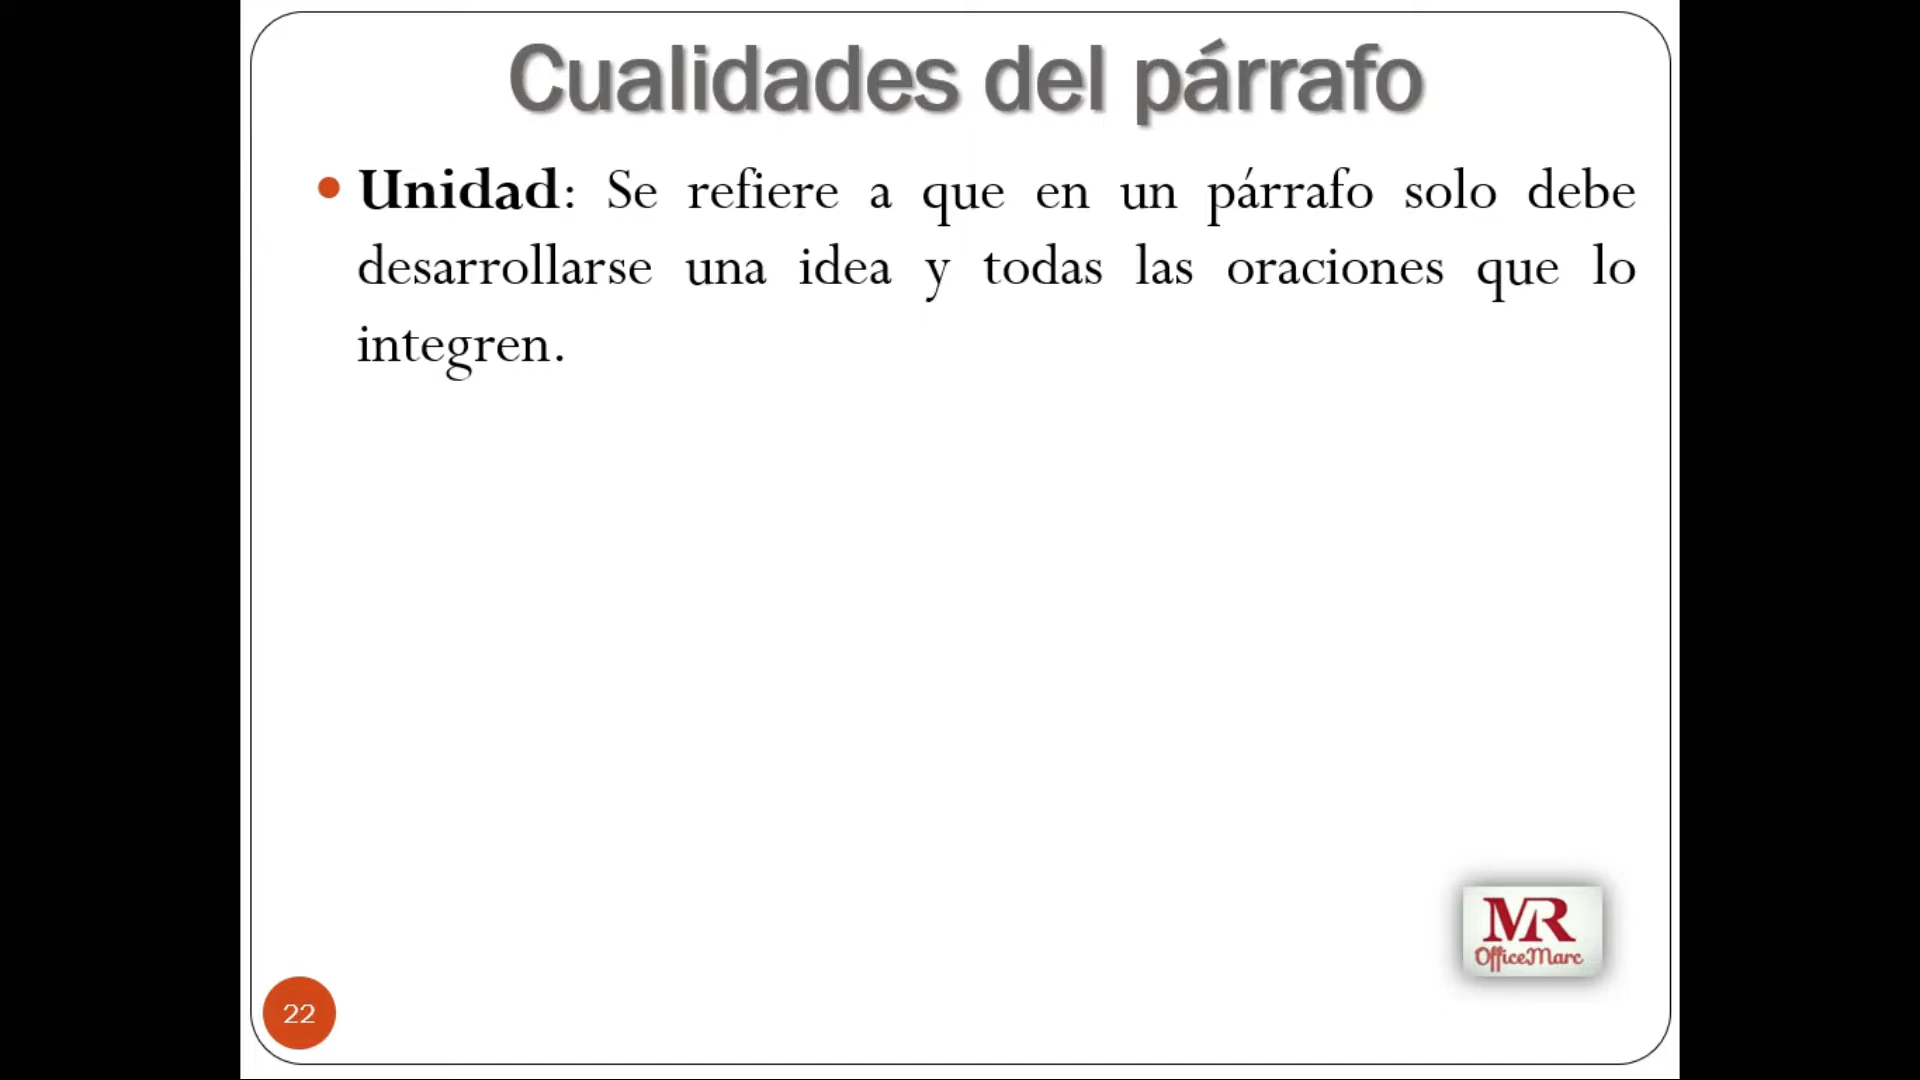 Cualidades del párrafo
• Unidad: Se refiere a que en un párrafo solo debe
desarrollarse una idea y todas las oraciones que lo
integren.
MR
OfficeMarc
22